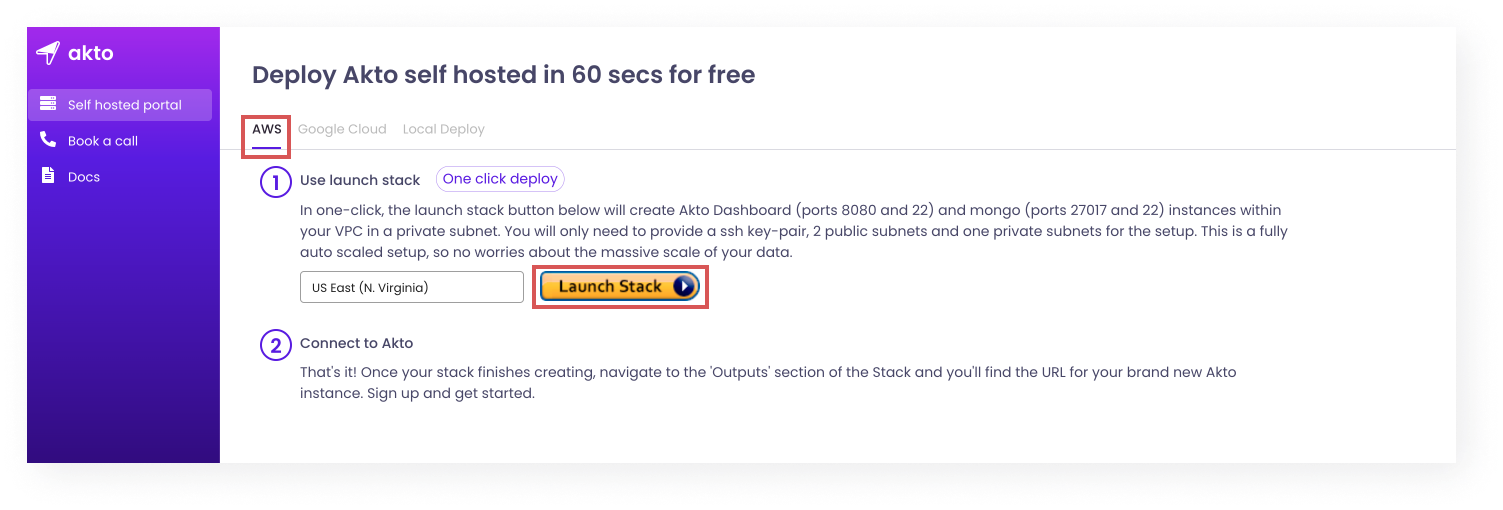 akto
Self hosted portal
Book a call
Docs
Deploy Akto self hosted in 60 secs for free
AWS Google Cloud Local Deploy
1 Use launch stack One click deploy
In one-click, the launch stack button below will create Akto Dashboard (ports 8080 and 22) and mongo (ports 27017 and 22) instances within
your VPC in a private subnet. You will only need to provide a ssh key-pair, 2 public subnets and one private subnets for the setup. This is a fully
auto scaled setup, so no worries about the massive scale of your data.
US East (N. Virginia) Launch Stack
2 Connect to Akto
That's it! Once your stack finishes creating, navigate to the 'Outputs' section of the Stack and you'll find the URL for your brand new Akto
instance. Sign up and get started.